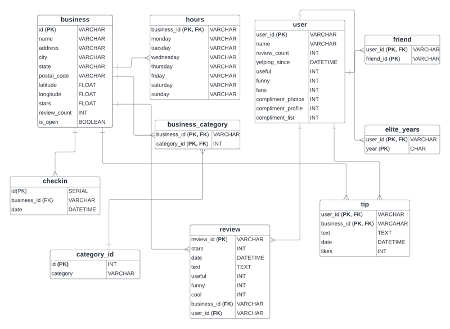 business
id (PK) VARCHAR
name VARCHAR
address VARCHAR
city VARCHAR
state VARCHAR
postal_code VARCHAR
latitude FLOAT
longitude FLOAT
stars FLOAT
review_count INT
is_open BOOLEAN
hours
business_id (PK, FK) VARCHAR
monday VARCHAR
tuesday VARCHAR
wednesday VARCHAR
thursday VARCHAR
friday VARCHAR
saturday VARCHAR
sunday VARCHAR
user
user_id (PK) VARCHAR
name VARCHAR
review_count INT
yelping_since DATETIME
useful INT
funny INT
fans INT
compliment_photos INT
compliment_profile INT
compliment_list INT
friend
user_id (PK, FK) VARCHAR
friend_id (PK) VARCHAR
business_category
business_id (PK, FK) VARCHAR
category_id (PK, FK) INT
elite_years
user_id (PK, FK) VARCHAR
year (PK) CHAR
checkin
id(PK) SERIAL
business_id (FK) VARCHAR
date DATETIME
tip
user_id (PK, FK) VARCHAR
business_id (PK, FK) VARCAHAR
text TEXT
date DATETIME
likes INT
category_id
id (PK) INT
category VARCHAR
review
review_id (PK) VARCHAR
stars INT
date DATETIME
text TEXT
useful INT
funny INT
cool INT
business_id (FK) VARCHAR
user_id (FK) VARCHAR